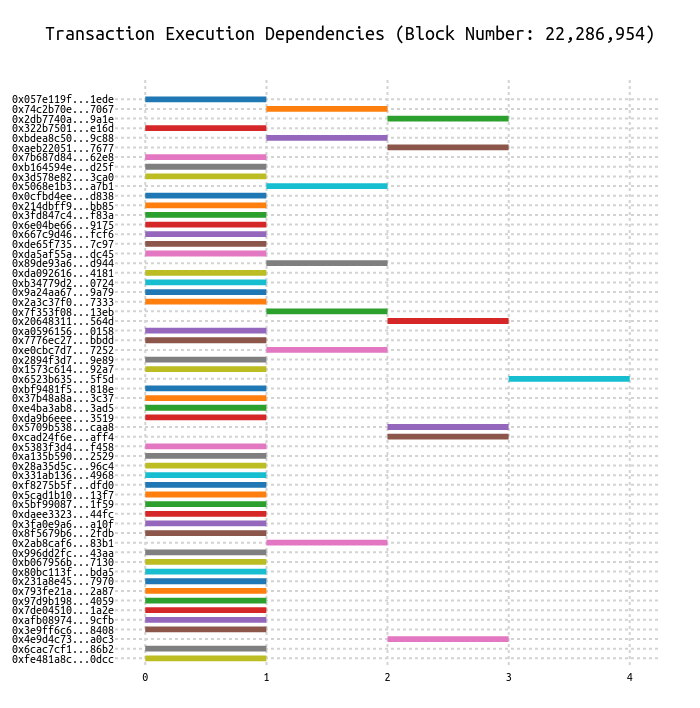 Transaction Execution Dependencies (Block Number: 22,286,954)
0x057e119f...1ede
0x74c2b70e...7067
0x2db7740a...9a1e
0x322b7501...e16d
0xbdea8c50...9c88
0xaeb22051...7677
0x7b687d84...62e8
0xb164594e...d25f
0x3d578e82...3ca0
0x5068e1b3...a7b1
0x0cfbd4ee...d838
0x214dbff9...bb85
0x3fd847c4...f83a
0x6e04be66...9175
0x667c9d46...fcf6
0xde65f735...7c97
0xda5af55a...dc45
0x89de93a6...d944
0xda092616...4181
0xb34779d2...0724
0x9a24aa67...9a79
0x2a3c37f0...7333
0x7f353f08...13eb
0x20648311...564d
0xa0596156...0158
0x7776ec27...bbdd
0xe0cbc7d7...7252
0x2894f3d7...9e89
0x1573c614...92a7
0x6523b635...5f5d
0xbf9481f5...818e
0x37b48a8a...3c37
0xe4ba3ab8...3ad5
0xda9b6eee...3519
0x5709b538...caa8
0xcad24f6e...aff4
0x5383f3d4...f458
0xa135b590...2529
0x28a35d5c...96c4
0x331ab136...4968
0xf8275b5f...dfd0
0x5cad1b10...13f7
0x5bf99087...1f59
0xdaee3323...44fc
0x3fa0e9a6...a10f
0x8f5679b6...2fdb
0x2ab8caf6...83b1
0x996dd2fc...43aa
0xb067956b...7130
0x80bc113f...bda5
0x231a8e45...7970
0x793fe21a...2a87
0x97d9b198...4059
0x7de04510...1a2e
0xafb08974...9cfb
0x3e9ff6c6...8408
0x4e9d4c73...a0c3
0x6cac7cf1...86b2
0xfe481a8c...0dcc
0 1 2 3 4